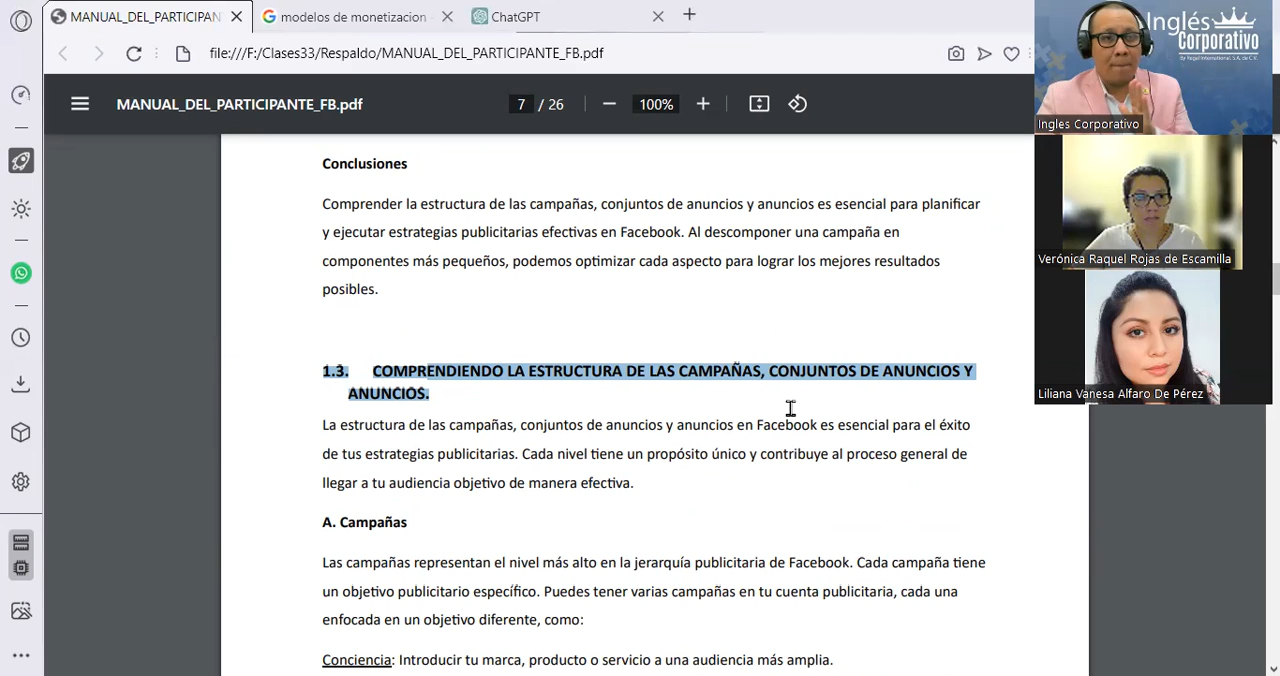 MANUAL_DEL_PARTICIPAN
modelos de monetizacion
ChatGPT
file:///F:/Clases33/Respaldo/MANUAL_DEL_PARTICIPANTE_FB.pdf
MANUAL_DEL_PARTICIPANTE_FB.pdf
7 / 26
100%
Conclusiones
Comprender la estructura de las campañas, conjuntos de anuncios y anuncios es esencial para planificar
y ejecutar estrategias publicitarias efectivas en Facebook. Al descomponer una campaña en
componentes más pequeños, podemos optimizar cada aspecto para lograr los mejores resultados
posibles.
1.3. COMPRENDIENDO LA ESTRUCTURA DE LAS CAMPAÑAS, CONJUNTOS DE ANUNCIOS Y
ANUNCIOS.
La estructura de las campañas, conjuntos de anuncios y anuncios en Facebook es esencial para el éxito
de tus estrategias publicitarias. Cada nivel tiene un propósito único y contribuye al proceso general de
llegar a tu audiencia objetivo de manera efectiva.
A. Campañas
Las campañas representan el nivel más alto en la jerarquía publicitaria de Facebook. Cada campaña tiene
un objetivo publicitario específico. Puedes tener varias campañas en tu cuenta publicitaria, cada una
enfocada en un objetivo diferente, como:
Conciencia: Introducir tu marca, producto o servicio a una audiencia más amplia.
Inglés
Corporativo
By Regal International, S.A. de C.V.
Ingles Corporativo
Verónica Raquel Rojas de Escamilla
Liliana Vanesa Alfaro De Pérez